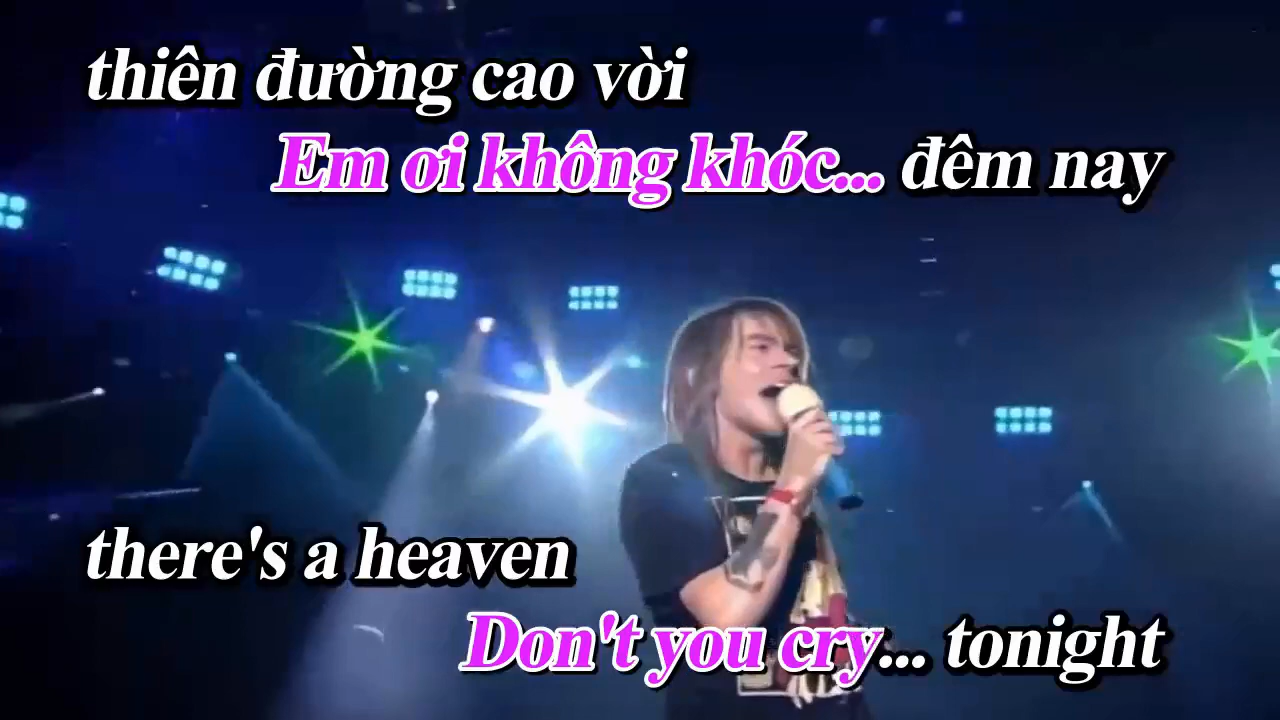 thiên đường cao vời
Em ơi không khóc... đêm nay
there's a heaven
Don't you cry... tonight